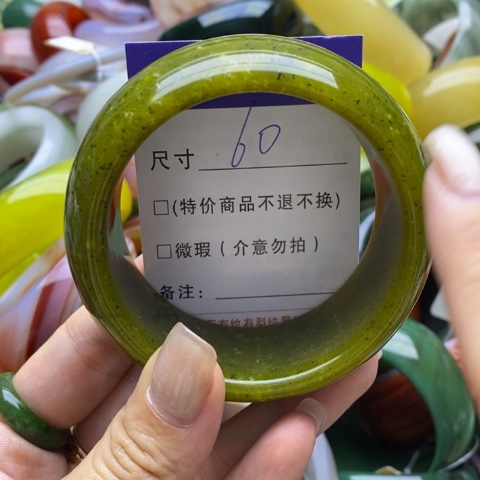 尺寸 60
□(特价商品不退不换)
□微瑕(介意勿拍)
备注: